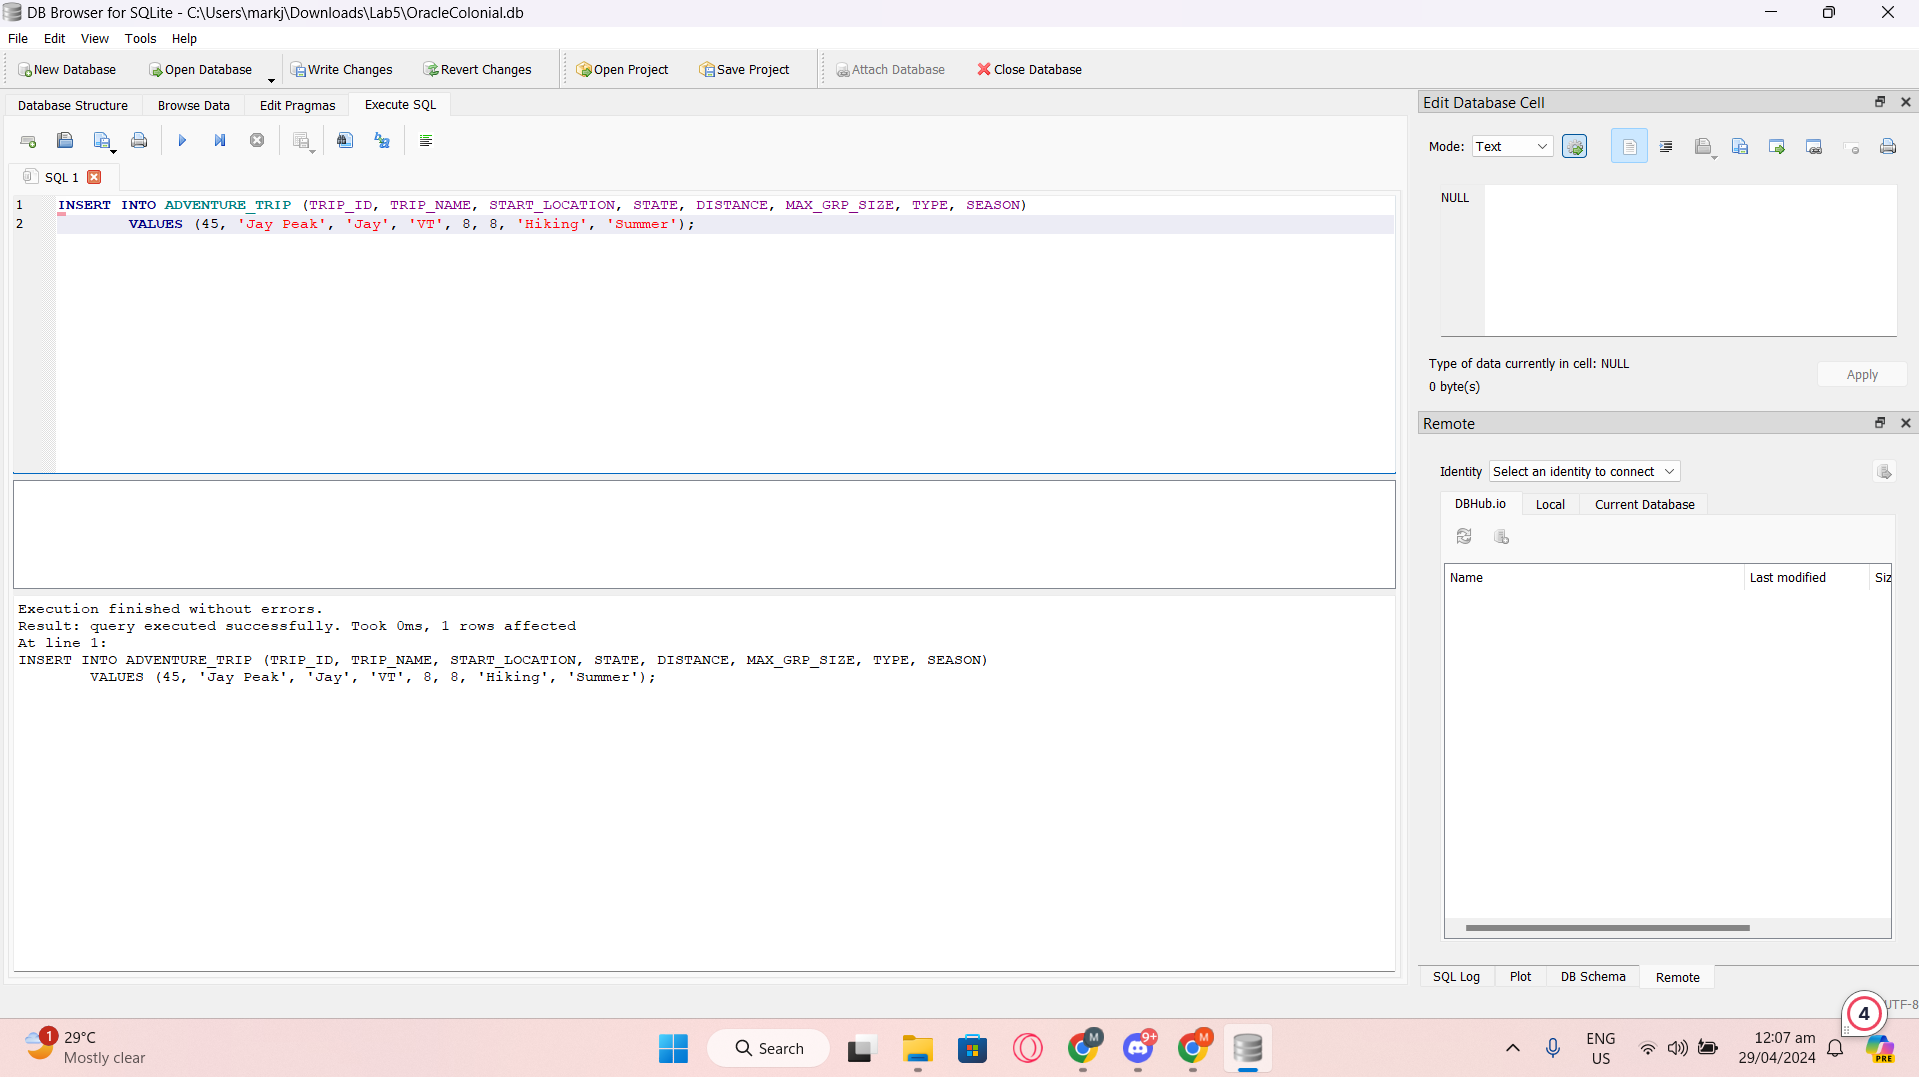 DB Browser for SQLite - C:\Users\markj\Downloads\Lab5\OracleColonial.db
File Edit View Tools Help
New Database Open Database Write Changes Revert Changes Open Project Save Project Attach Database Close Database
Database Structure Browse Data Edit Pragmas Execute SQL
SQL 1
1 INSERT INTO ADVENTURE_TRIP (TRIP_ID, TRIP_NAME, START_LOCATION, STATE, DISTANCE, MAX_GRP_SIZE, TYPE, SEASON)
2 VALUES (45, 'Jay Peak', 'Jay', 'VT', 8, 8, 'Hiking', 'Summer');
Execution finished without errors.
Result: query executed successfully. Took 0ms, 1 rows affected
At line 1:
INSERT INTO ADVENTURE_TRIP (TRIP_ID, TRIP_NAME, START_LOCATION, STATE, DISTANCE, MAX_GRP_SIZE, TYPE, SEASON)
VALUES (45, 'Jay Peak', 'Jay', 'VT', 8, 8, 'Hiking', 'Summer');
Edit Database Cell
Mode: Text
NULL
Type of data currently in cell: NULL
0 byte(s)
Apply
Remote
Identity Select an identity to connect
DBHub.io Local Current Database
Name Last modified Siz
SQL Log Plot DB Schema Remote
UTF-8
4
1
29°C
Mostly clear
Search
M
9+
M
ENG
US
12:07 am
29/04/2024
PRE